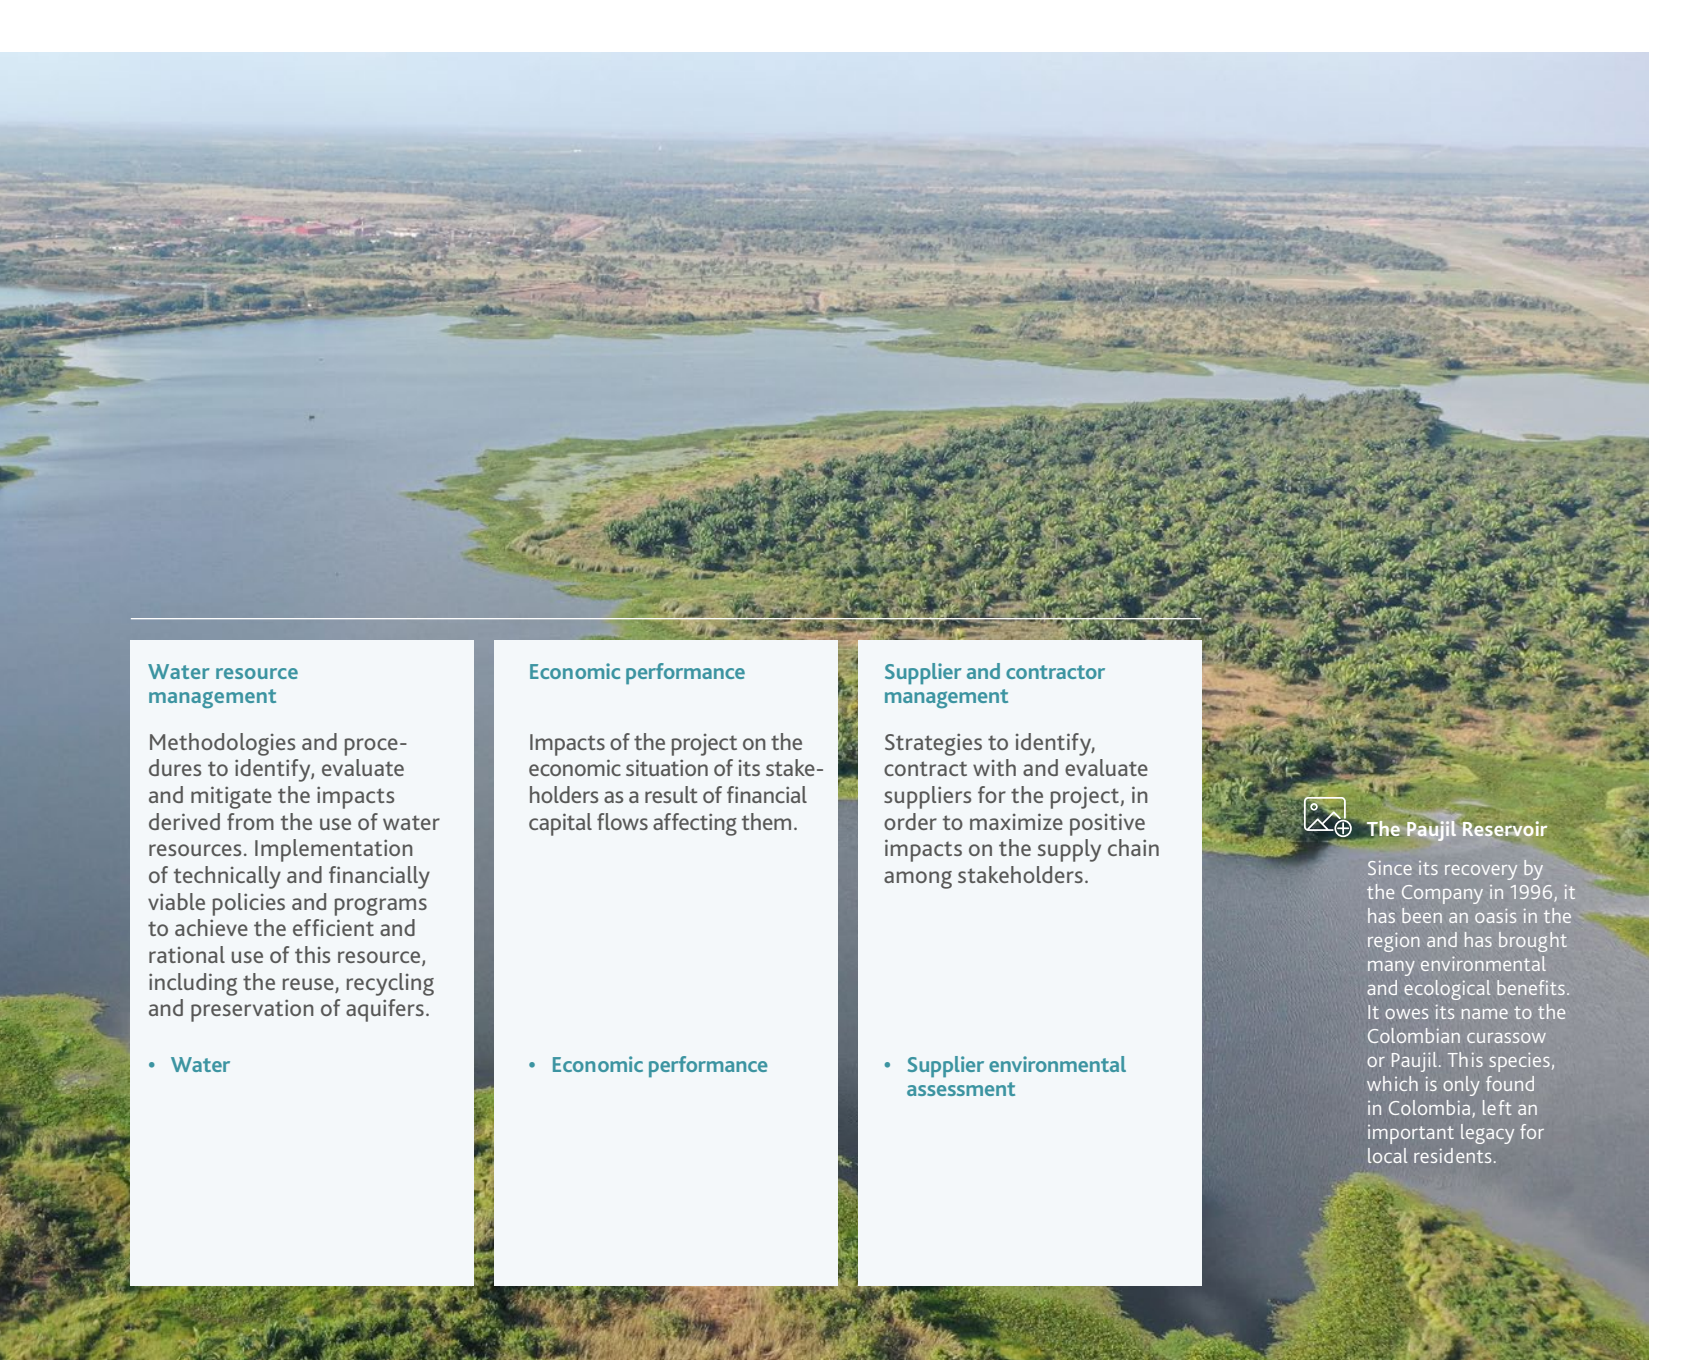 Water resource
management
Methodologies and proce-
dures to identify, evaluate
and mitigate the impacts
derived from the use of water
resources. Implementation
of technically and financially
viable policies and programs
to achieve the efficient and
rational use of this resource,
including the reuse, recycling
and preservation of aquifers.
• Water
Economic performance
Impacts of the project on the
economic situation of its stake-
holders as a result of financial
capital flows affecting them.
• Economic performance
Supplier and contractor
management
Strategies to identify,
contract with and evaluate
suppliers for the project, in
order to maximize positive
impacts on the supply chain
among stakeholders.
• Supplier environmental
assessment
The Paujil Reservoir
Since its recovery by
the Company in 1996, it
has been an oasis in the
region and has brought
many environmental
and ecological benefits.
It owes its name to the
Colombian curassow
or Paujil. This species,
which is only found
in Colombia, left an
important legacy for
local residents.